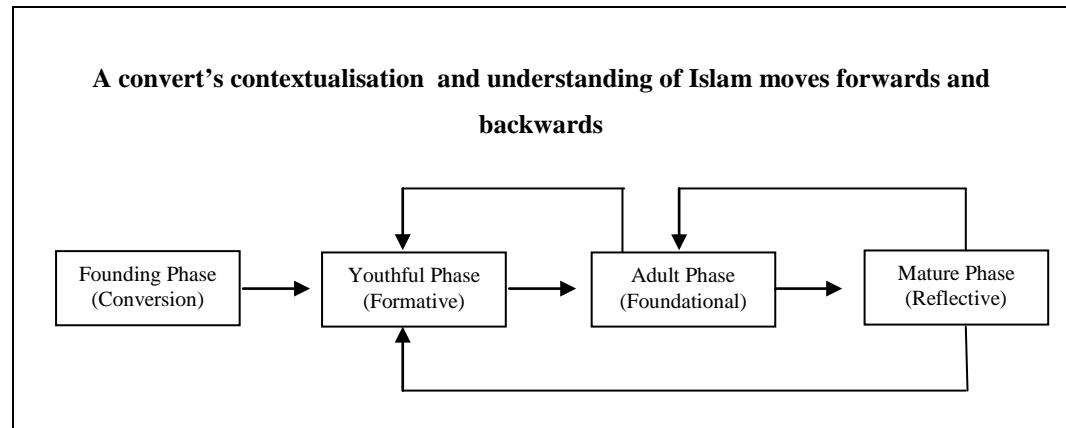 A convert's contextualisation and understanding of Islam moves forwards and
backwards
Founding Phase
(Conversion)
Youthful Phase
(Formative)
Adult Phase
(Foundational)
Mature Phase
(Reflective)